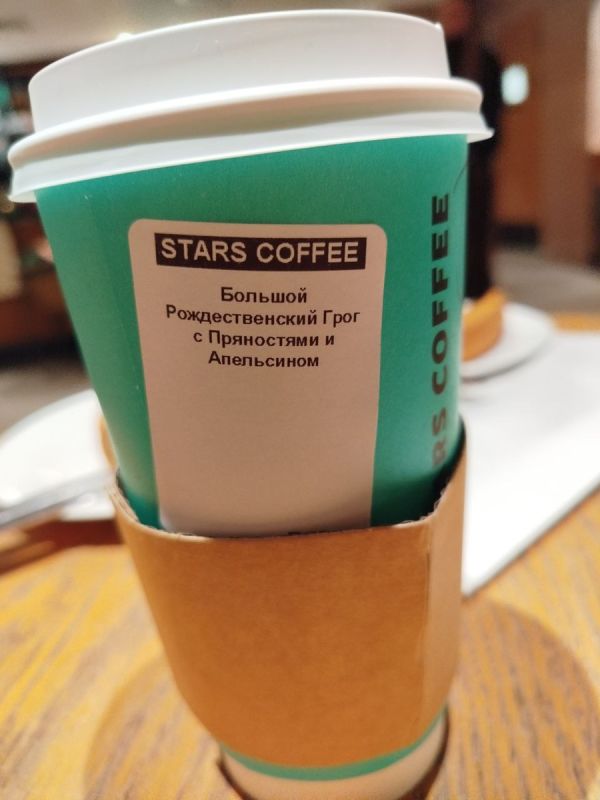 STARS COFFEE
Большой
Рождественский Грог
с Пряностями и
Апельсином
RS COFFEE